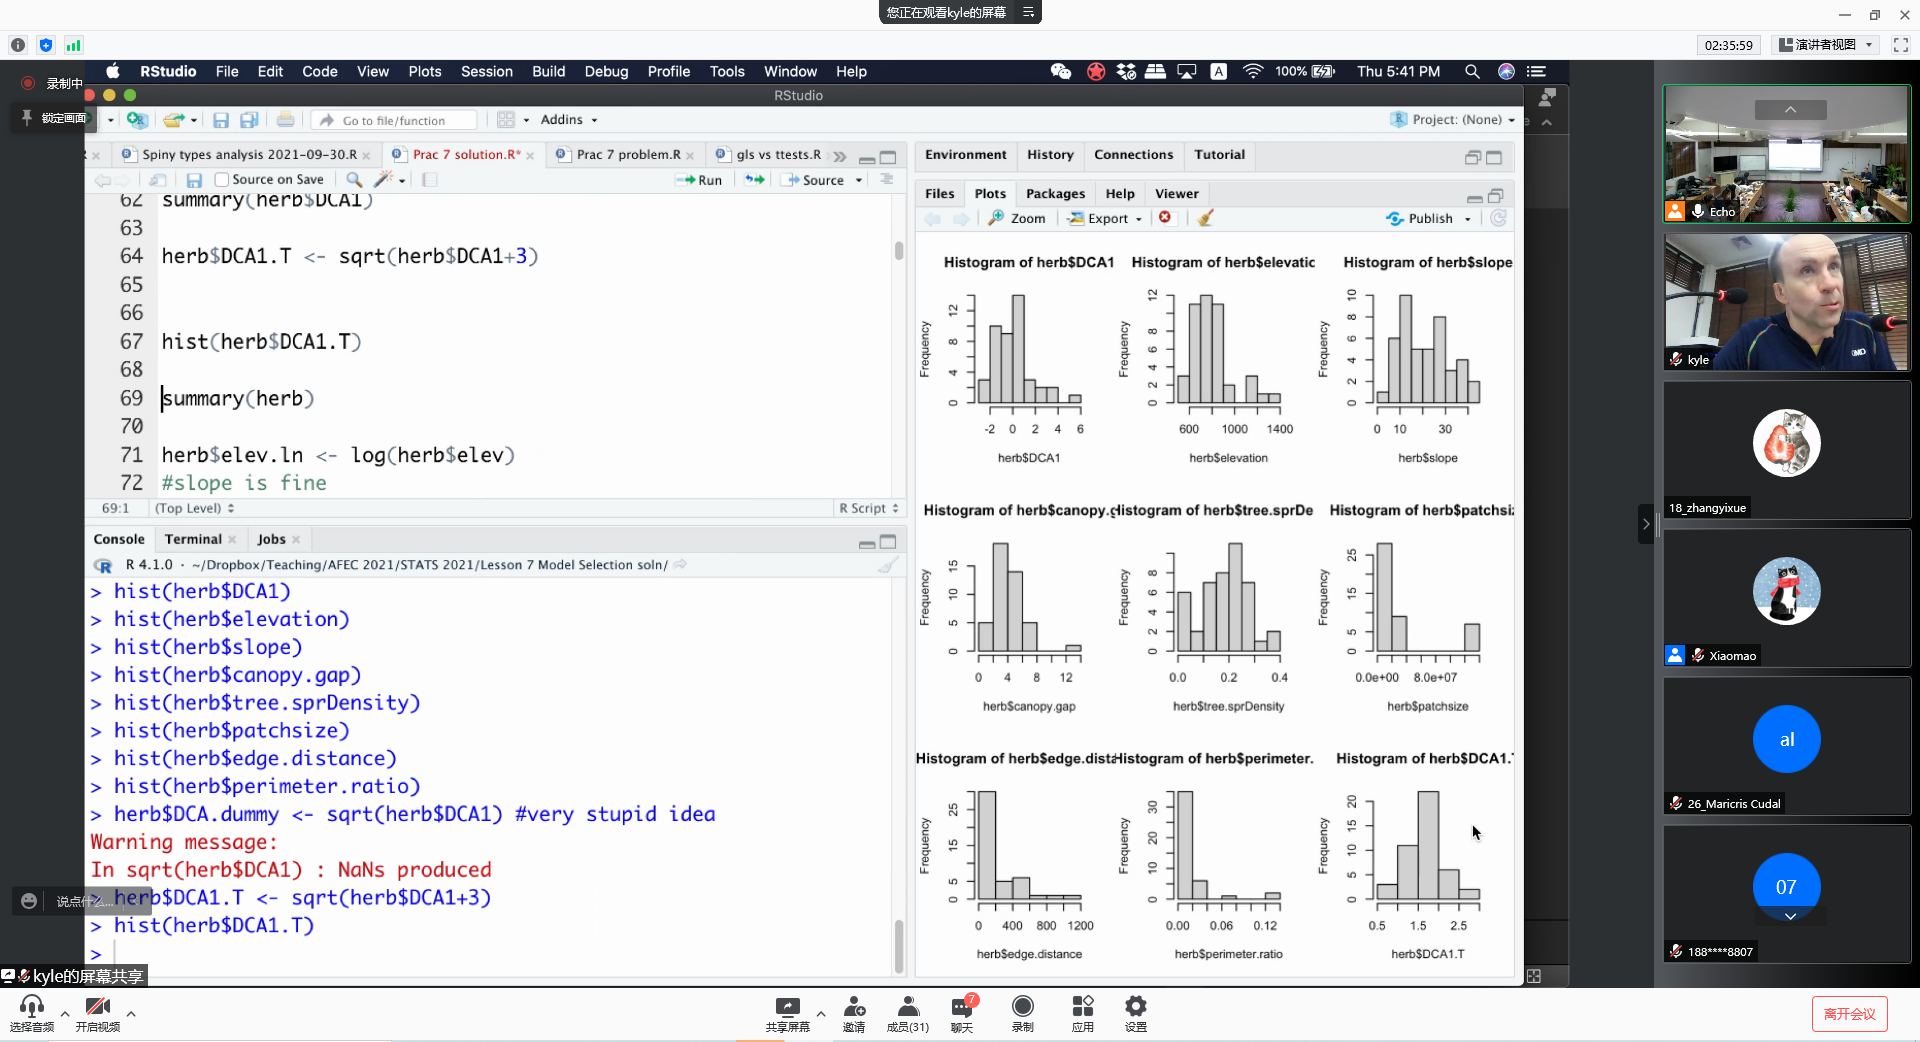 您正在观看kyle的屏幕
02:35:59
演讲者视图
录制中
锁定画面
RStudio File Edit Code View Plots Session Build Debug Profile Tools Window Help
A 100% Thu 5:41 PM
RStudio
Go to file/function
Addins
Project: (None)
Spiny types analysis 2021-09-30.R
Prac 7 solution.R*
Prac 7 problem.R
gls vs ttests.R
Source on Save
Run
Source
62 summary(herb$DCA1)
63
64 herb$DCA1.T <- sqrt(herb$DCA1+3)
65
66
67 hist(herb$DCA1.T)
68
69 summary(herb)
70
71 herb$elev.ln <- log(herb$elev)
72 #slope is fine
69:1 (Top Level)
R Script
Console Terminal Jobs
R 4.1.0 · ~/Dropbox/Teaching/AFEC 2021/STATS 2021/Lesson 7 Model Selection soln/
> hist(herb$DCA1)
> hist(herb$elevation)
> hist(herb$slope)
> hist(herb$canopy.gap)
> hist(herb$tree.sprDensity)
> hist(herb$patchsize)
> hist(herb$edge.distance)
> hist(herb$perimeter.ratio)
> herb$DCA.dummy <- sqrt(herb$DCA1) #very stupid idea
Warning message:
In sqrt(herb$DCA1) : NaNs produced
> herb$DCA1.T <- sqrt(herb$DCA1+3)
> hist(herb$DCA1.T)
>
说点什么...
kyle的屏幕共享
Environment History Connections Tutorial
Files Plots Packages Help Viewer
Zoom Export Publish
Histogram of herb$DCA1
Frequency
0 4 8 12
-2 0 2 4 6
herb$DCA1
Histogram of herb$elevatic
Frequency
0 2 4 6 8 12
600 1000 1400
herb$elevation
Histogram of herb$slope
Frequency
0 2 4 6 8 10
0 10 30
herb$slope
Histogram of herb$canopy.g
Frequency
0 5 10 15
0 4 8 12
herb$canopy.gap
Histogram of herb$tree.sprDe
Frequency
0 2 4 6 8
0.0 0.2 0.4
herb$tree.sprDensity
Histogram of herb$patchsiz
Frequency
0 5 15 25
0.0e+00 8.0e+07
herb$patchsize
Histogram of herb$edge.dista
Frequency
0 5 15 25
0 400 800 1200
herb$edge.distance
Histogram of herb$perimeter.
Frequency
0 10 20 30
0.00 0.06 0.12
herb$perimeter.ratio
Histogram of herb$DCA1.T
Frequency
0 5 10 15 20
0.5 1.5 2.5
herb$DCA1.T
Echo
kyle
18_zhangyixue
Xiaomao
al
26_Maricris Cudal
07
188****8807
选择音频
开启视频
共享屏幕
邀请
成员(31)
7
聊天
录制
应用
设置
离开会议